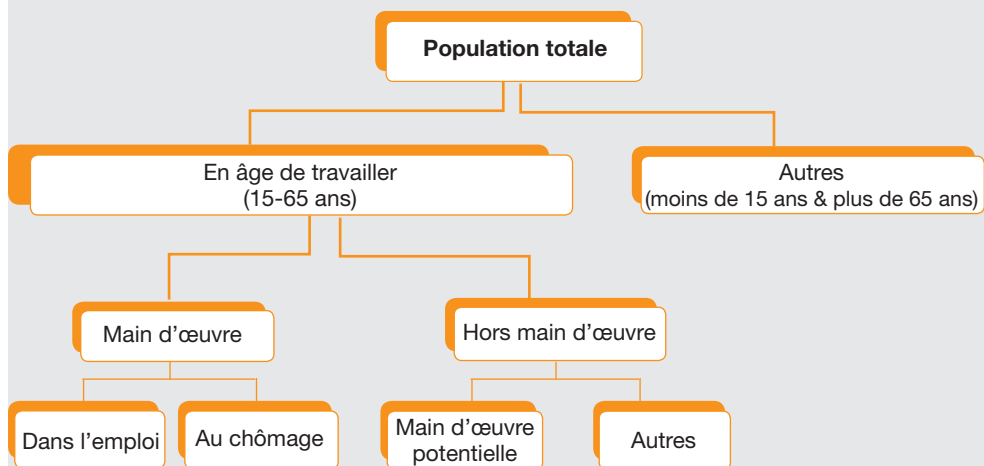 Population totale
En âge de travailler
(15-65 ans)
Autres
(moins de 15 ans & plus de 65 ans)
Main d'œuvre
Hors main d'œuvre
Dans l'emploi
Au chômage
Main d'œuvre
potentielle
Autres